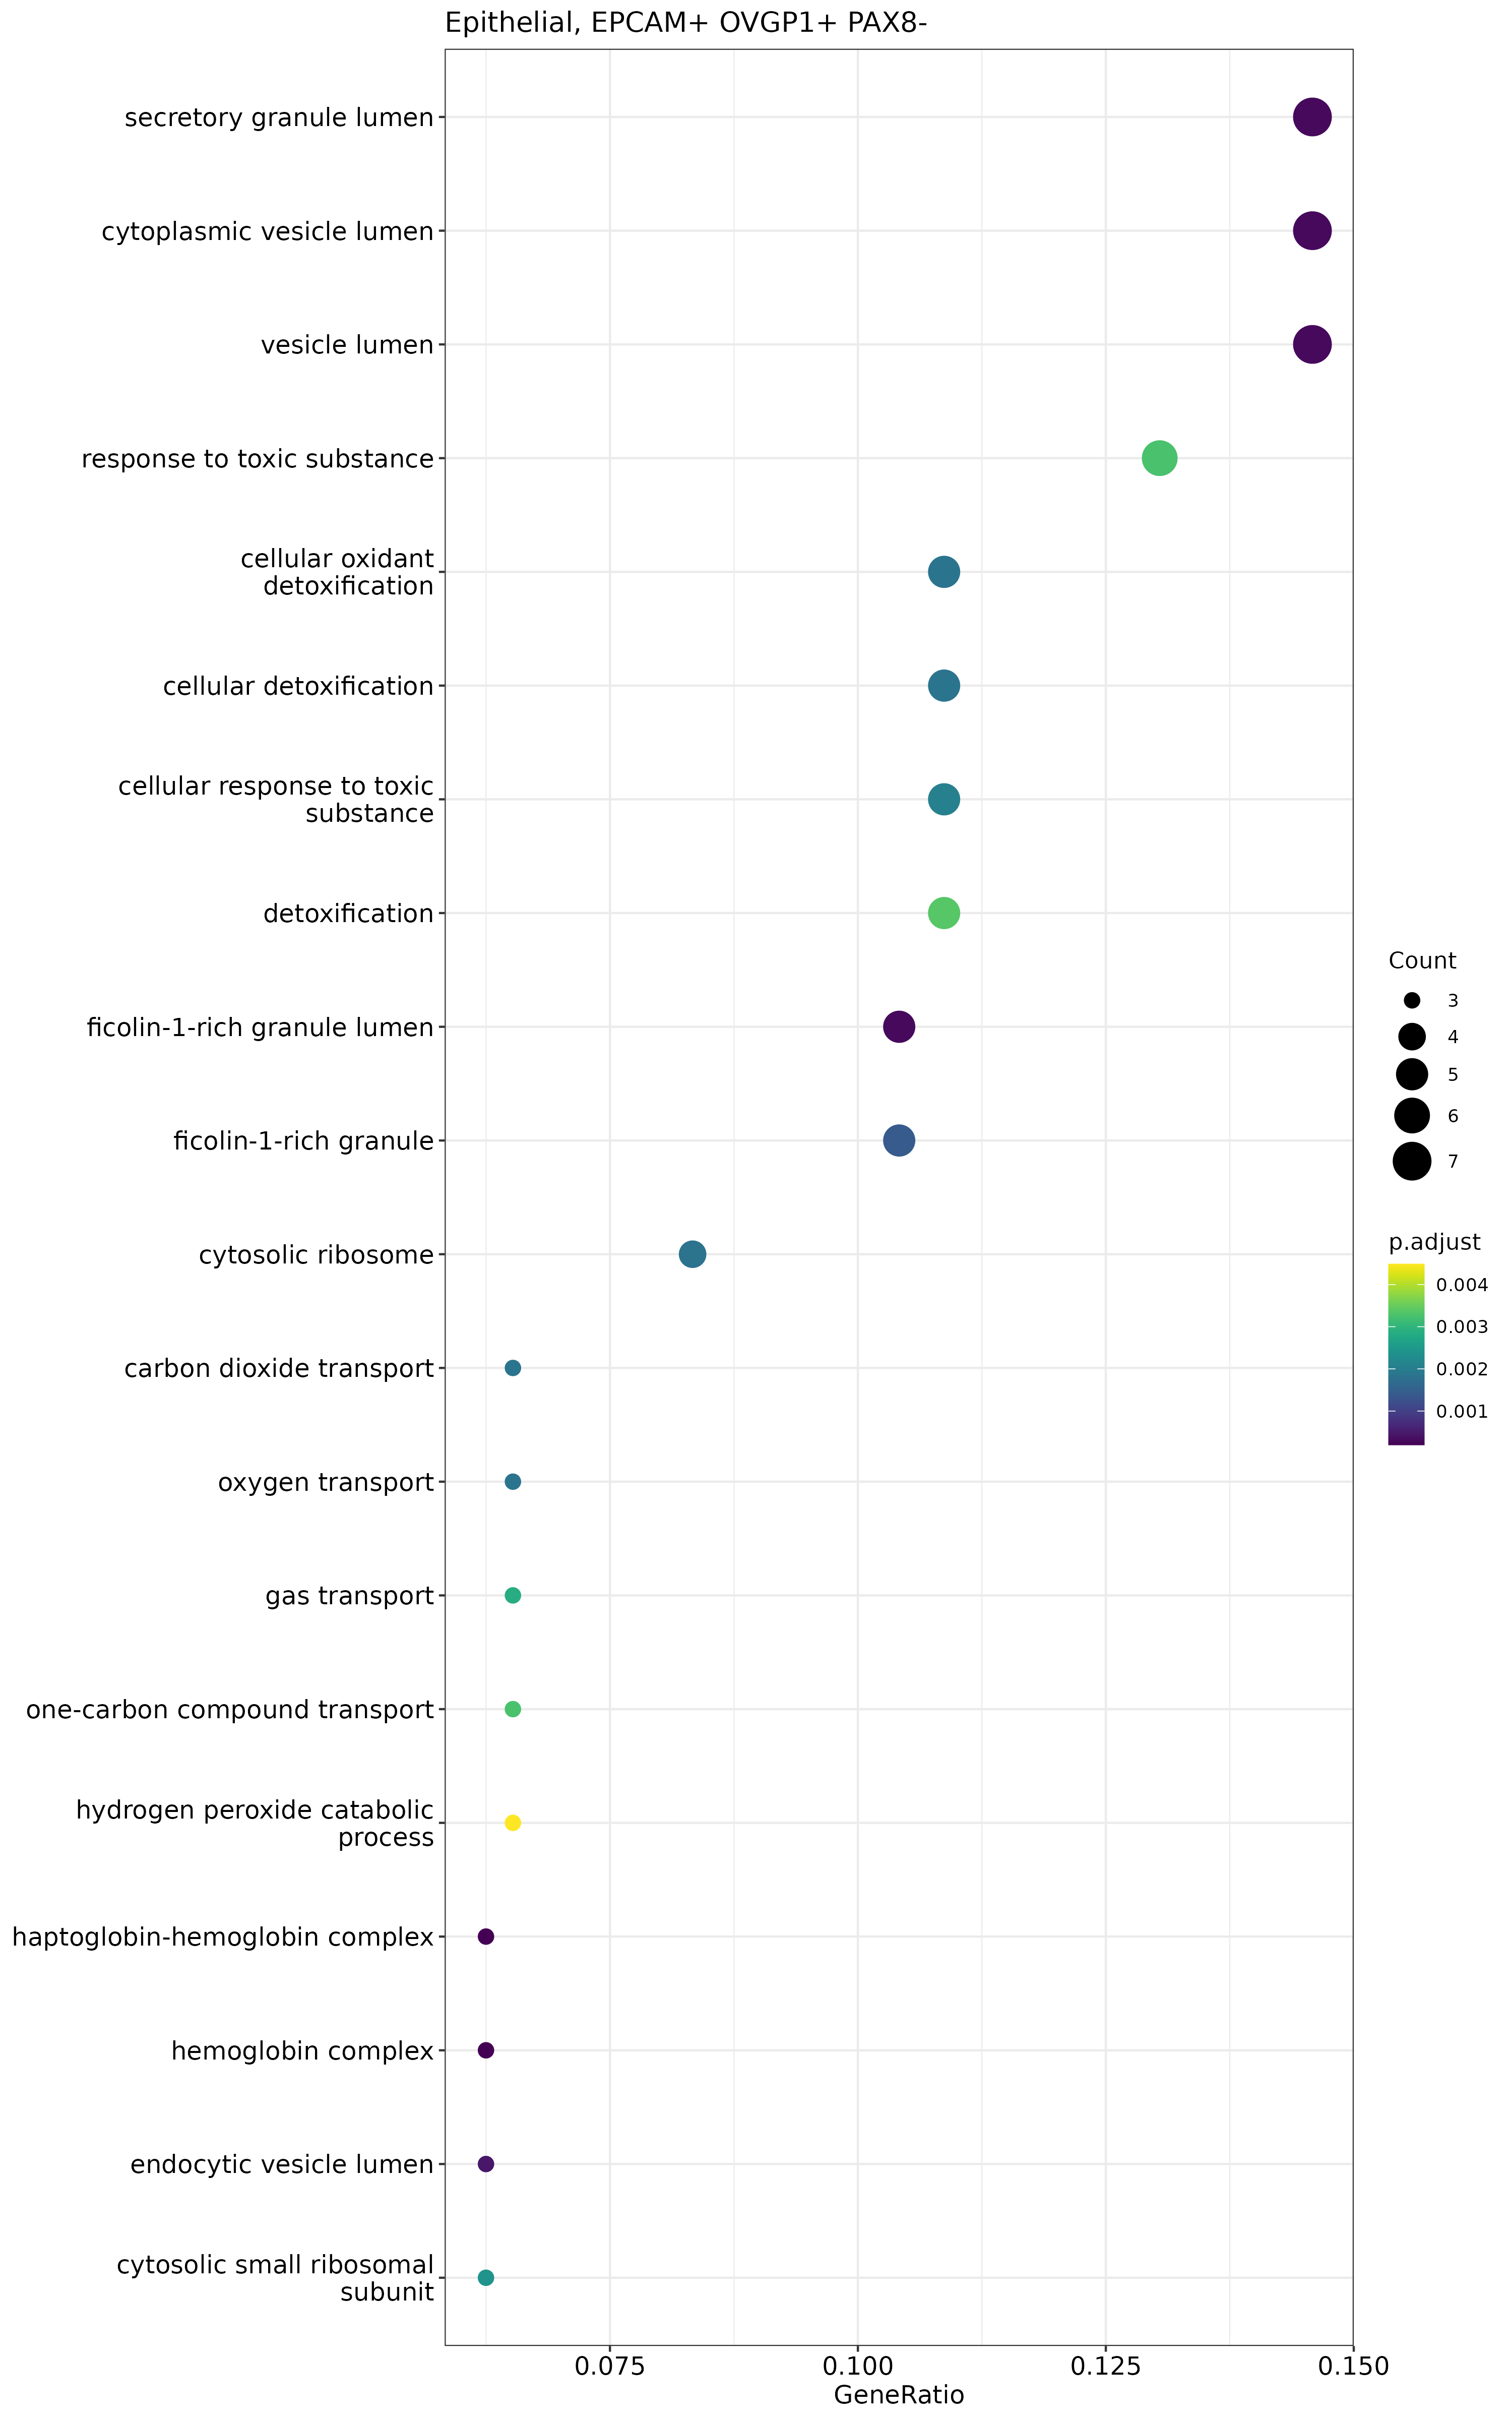 Epithelial, EPCAM+ OVGP1+ PAX8-
secretory granule lumen
cytoplasmic vesicle lumen
vesicle lumen
response to toxic substance
cellular oxidant
detoxification
cellular detoxification
cellular response to toxic
substance
detoxification
ficolin-1-rich granule lumen
ficolin-1-rich granule
cytosolic ribosome
carbon dioxide transport
oxygen transport
gas transport
one-carbon compound transport
hydrogen peroxide catabolic
process
haptoglobin-hemoglobin complex
hemoglobin complex
endocytic vesicle lumen
cytosolic small ribosomal
subunit
0.075
0.100
0.125
0.150
GeneRatio
Count
3
4
5
6
7
p.adjust
0.004
0.003
0.002
0.001